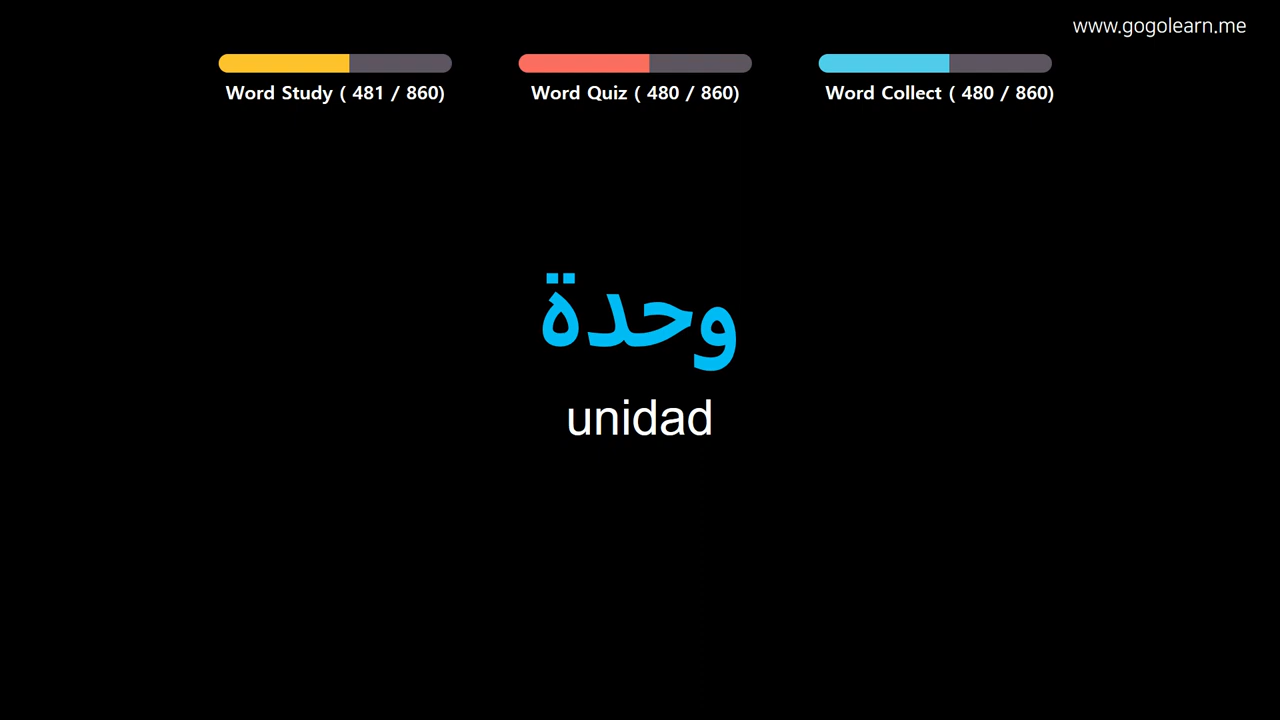 www.gogolearn.me
Word Study ( 481 / 860)
Word Quiz ( 480 / 860)
Word Collect ( 480 / 860)
وحدة
unidad